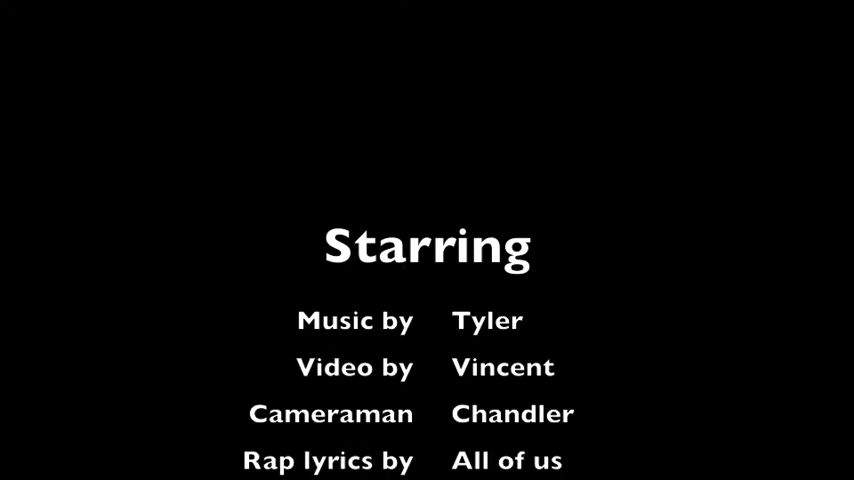 Starring
Music by Tyler
Video by Vincent
Cameraman Chandler
Rap lyrics by All of us